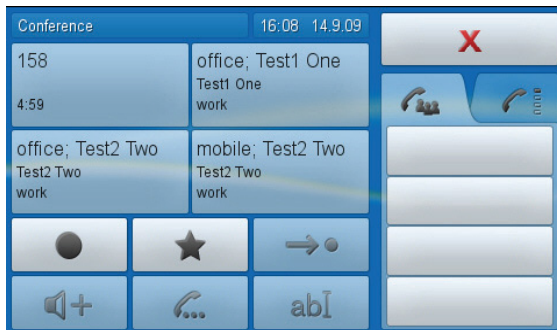 Conference
16:08 14.9.09
158
4:59
office; Test1 One
Test1 One
work
office; Test2 Two
Test2 Two
work
mobile; Test2 Two
Test2 Two
work
X
abI